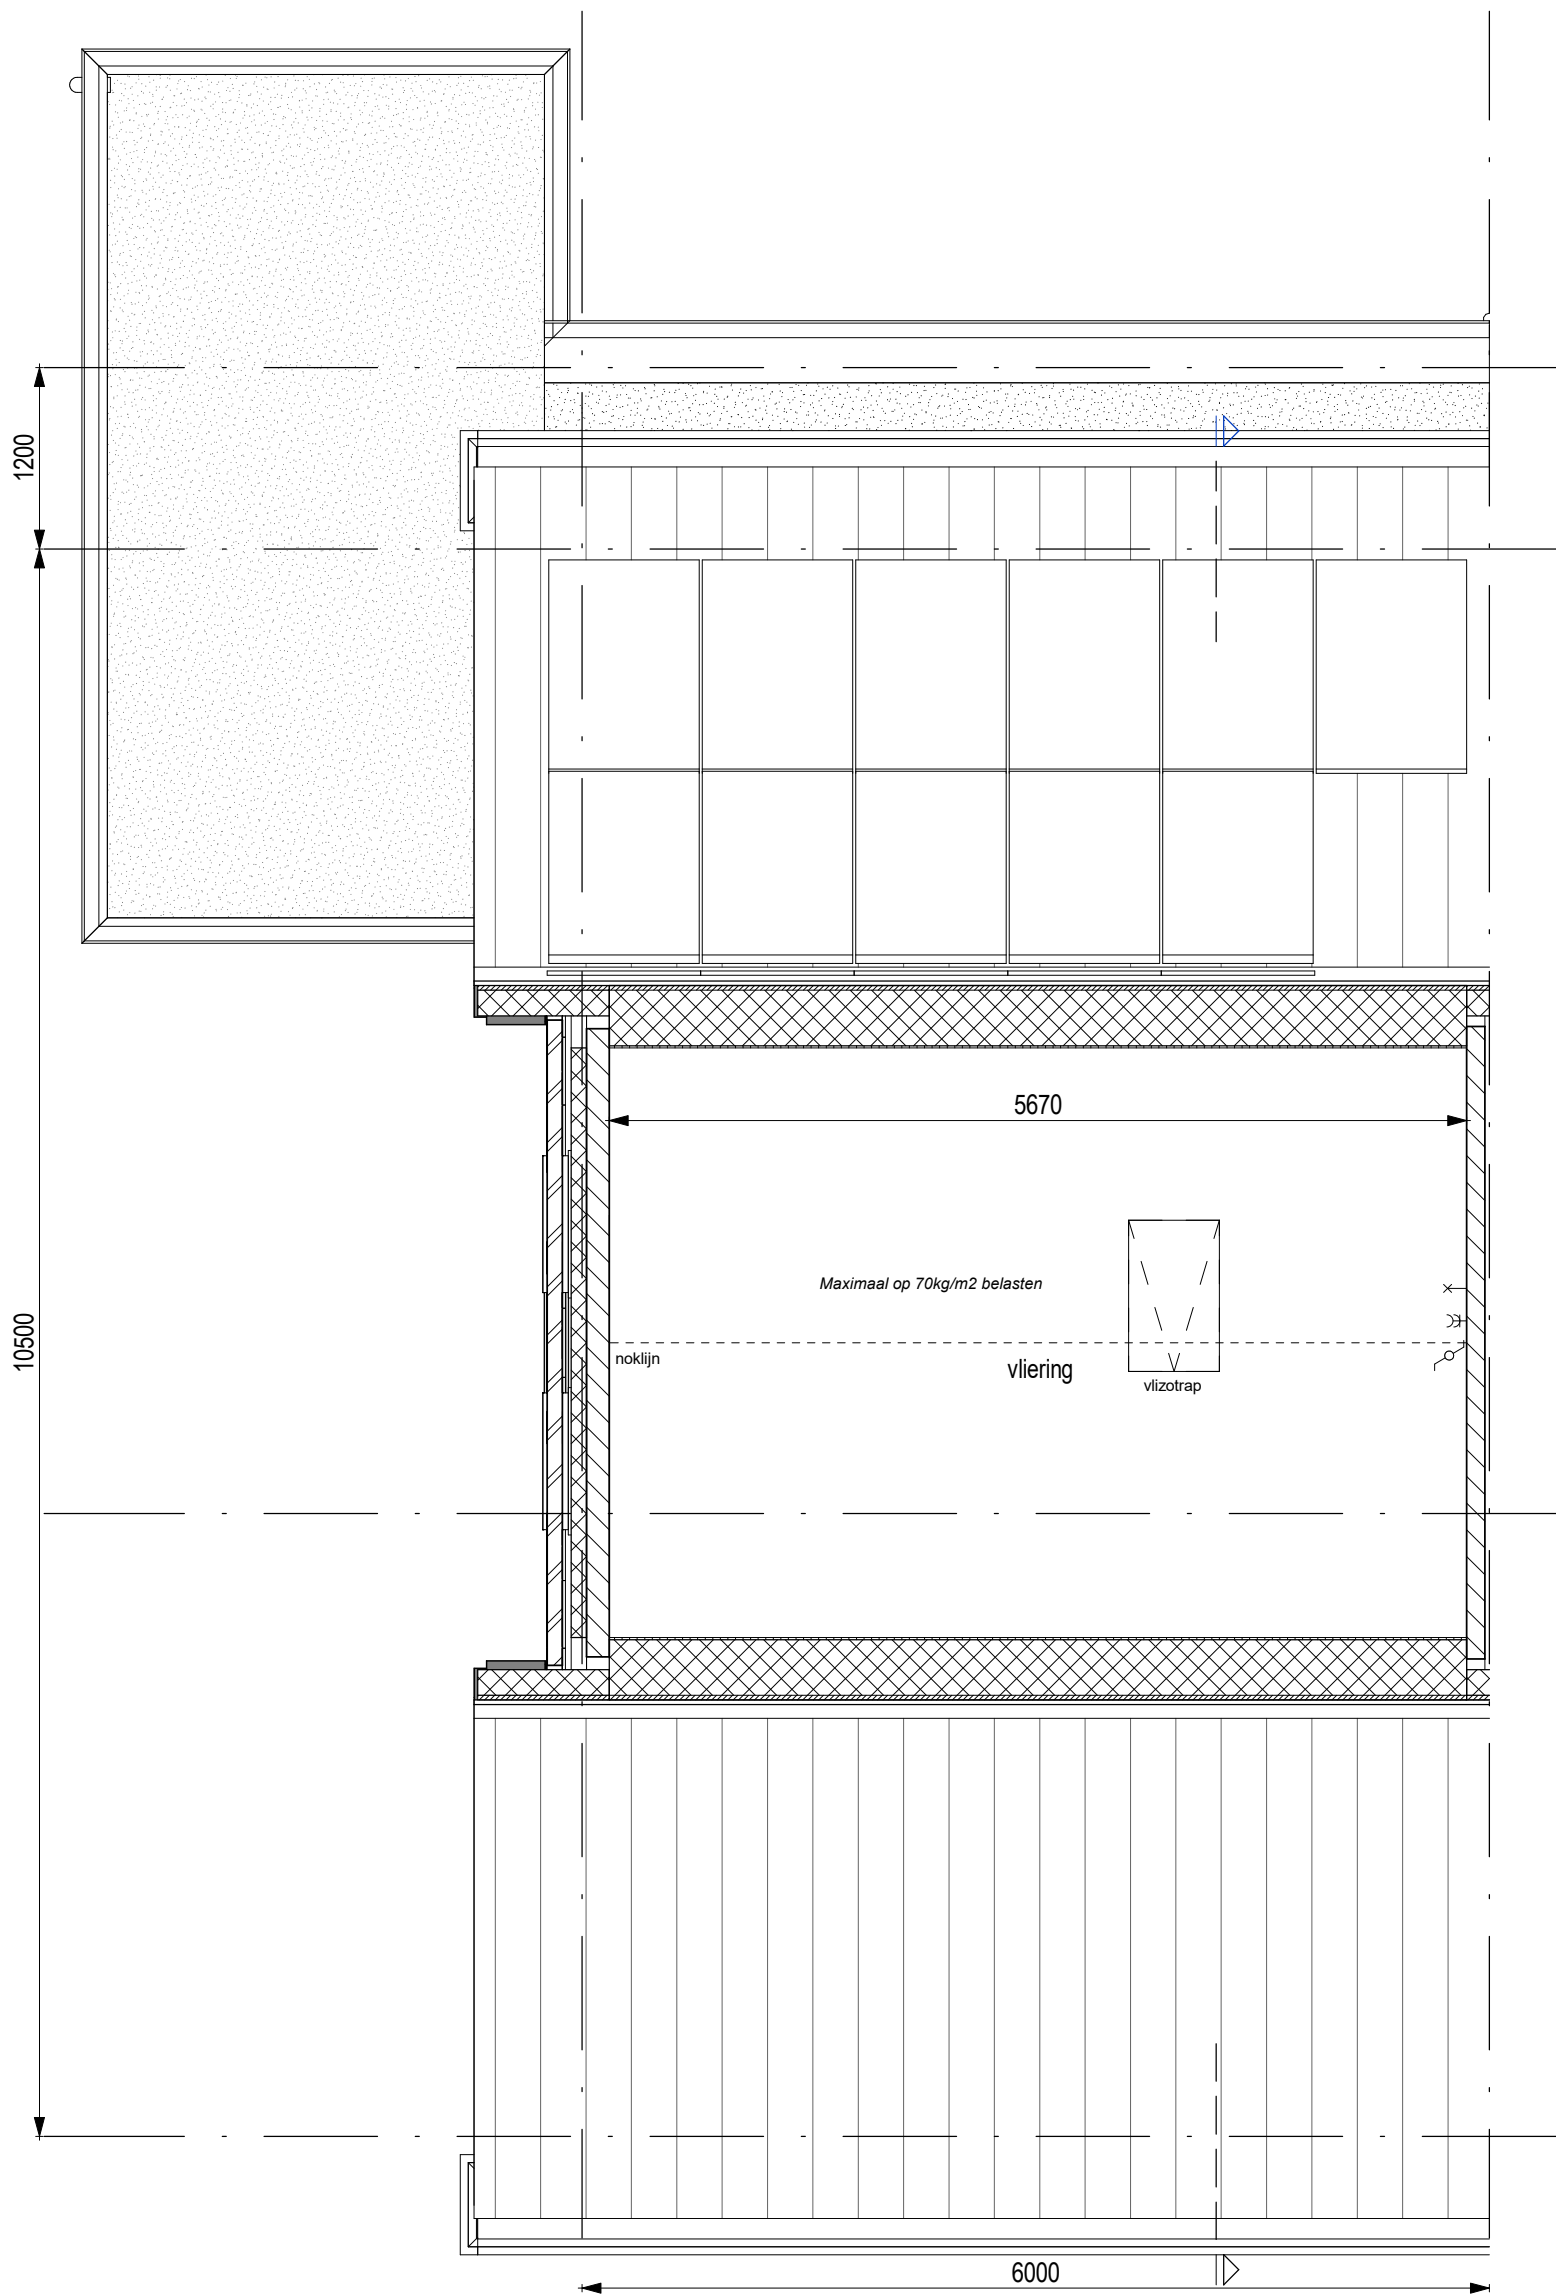 1200
5670
Maximaal op 70kg/m2 belasten
10500
noklijn
vliering
vlizotrap
6000